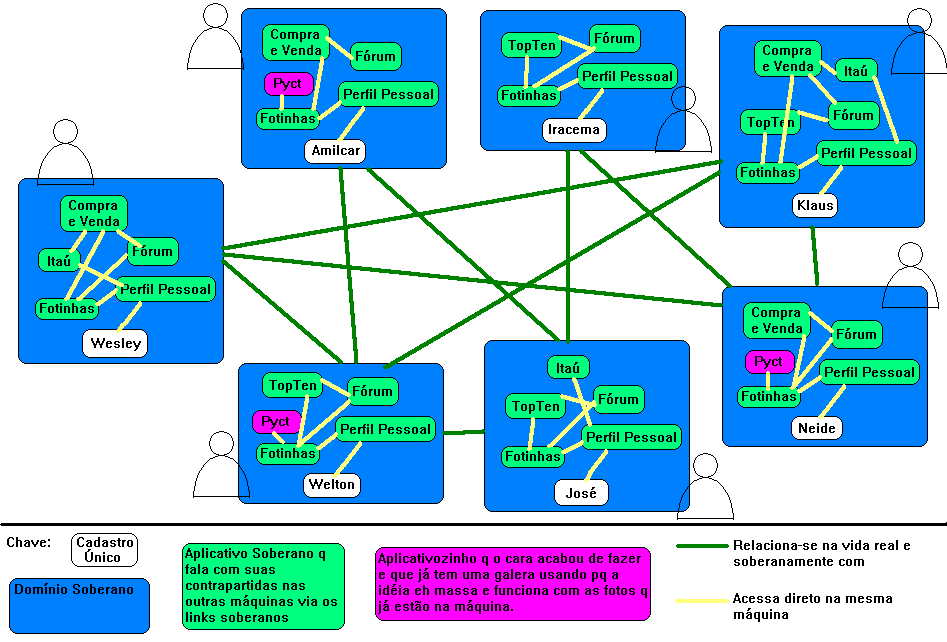 Compra
e Venda
Fórum
Pyct
Perfil Pessoal
Fotinhas
Amilcar
TopTen
Fórum
Perfil Pessoal
Fotinhas
Iracema
Compra
e Venda
Itaú
TopTen
Fórum
Perfil Pessoal
Fotinhas
Klaus
Compra
e Venda
Fórum
Itaú
Perfil Pessoal
Fotinhas
Wesley
TopTen
Fórum
Pyct
Perfil Pessoal
Fotinhas
Welton
Itaú
TopTen
Fórum
Perfil Pessoal
Fotinhas
José
Compra
e Venda
Fórum
Pyct
Perfil Pessoal
Fotinhas
Neide
Chave:
Cadastro
Único
Domínio Soberano
Aplicativo Soberano q
fala com suas
contrapartidas nas
outras máquinas via os
links soberanos
Aplicativozinho q o cara acabou de fazer
e que já tem uma galera usando pq a
idéia eh massa e funciona com as fotos q
já estão na máquina.
Relaciona-se na vida real e
soberanamente com
Acessa direto na mesma
máquina